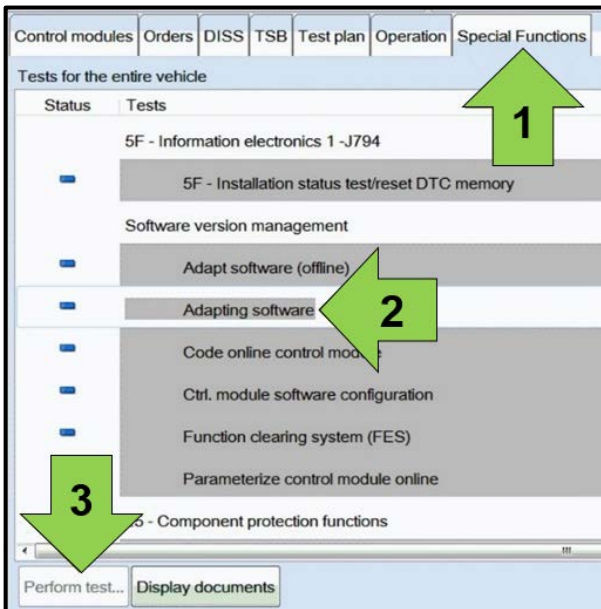 Control modules Orders DISS TSB Test plan Operation Special Functions
1
Tests for the entire vehicle
Status Tests
5F - Information electronics 1 -J794
5F - Installation status test/reset DTC memory
Software version management
Adapt software (offline)
Adapting software
2
Code online control module
Ctrl. module software configuration
Function clearing system (FES)
Parameterize control module online
3
5 - Component protection functions
Perform test... Display documents